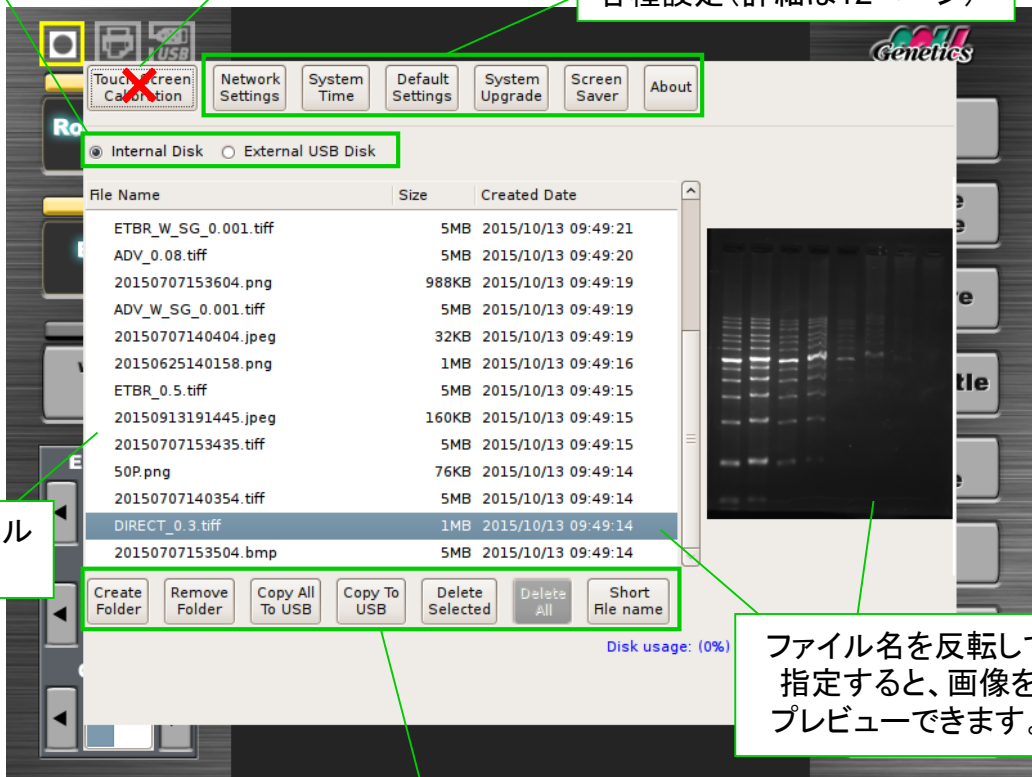 各種設定(詳細は12ページ)
USB
Genetics
Touch Screen
Calibration
Network
Settings
System
Time
Default
Settings
System
Upgrade
Screen
Saver
About
Ro
Internal Disk
External USB Disk
File Name Size Created Date
ETBR_W_SG_0.001.tiff 5MB 2015/10/13 09:49:21
ADV_0.08.tiff 5MB 2015/10/13 09:49:20
20150707153604.png 988KB 2015/10/13 09:49:19
ADV_W_SG_0.001.tiff 5MB 2015/10/13 09:49:19
20150707140404.jpeg 32KB 2015/10/13 09:49:19
20150625140158.png 1MB 2015/10/13 09:49:16
ETBR_0.5.tiff 5MB 2015/10/13 09:49:15
20150913191445.jpeg 160KB 2015/10/13 09:49:15
20150707153435.tiff 5MB 2015/10/13 09:49:15
50P.png 76KB 2015/10/13 09:49:14
20150707140354.tiff 5MB 2015/10/13 09:49:14
DIRECT_0.3.tiff 1MB 2015/10/13 09:49:14
20150707153504.bmp 5MB 2015/10/13 09:49:14
e
tle
E
ル
Create
Folder
Remove
Folder
Copy All
To USB
Copy To
USB
Delete
Selected
Delete
All
Short
File name
Disk usage: (0%)
ファイル名を反転して
指定すると、画像を
プレビューできます。